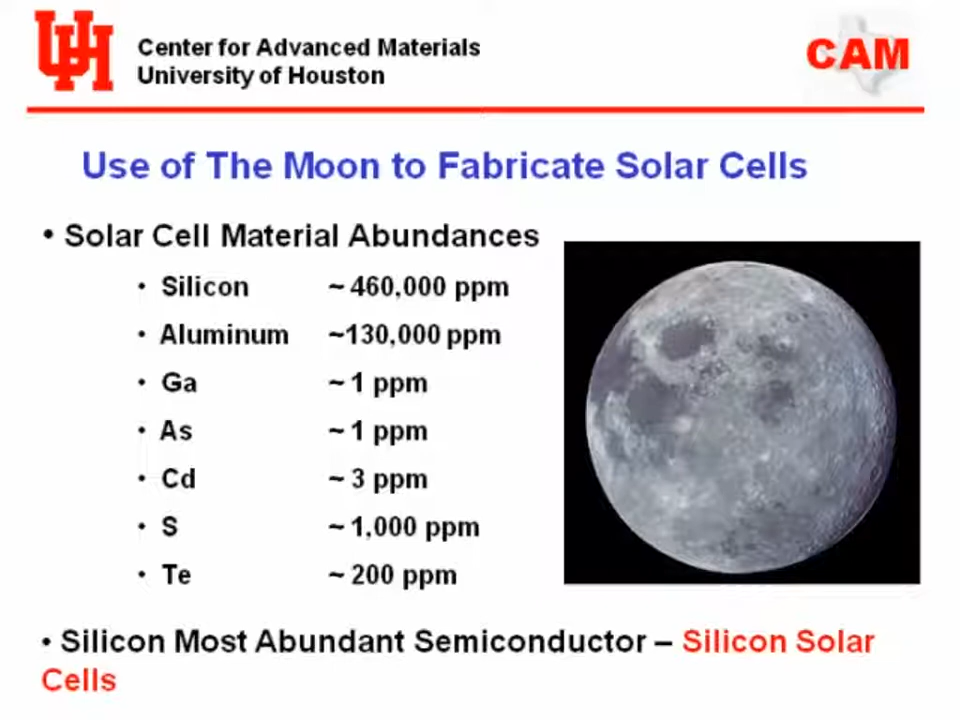 UH
Center for Advanced Materials
University of Houston
CAM
Use of The Moon to Fabricate Solar Cells
• Solar Cell Material Abundances
• Silicon ~ 460,000 ppm
• Aluminum ~130,000 ppm
• Ga ~ 1 ppm
• As ~ 1 ppm
• Cd ~ 3 ppm
• S ~ 1,000 ppm
• Te ~ 200 ppm
• Silicon Most Abundant Semiconductor – Silicon Solar
Cells